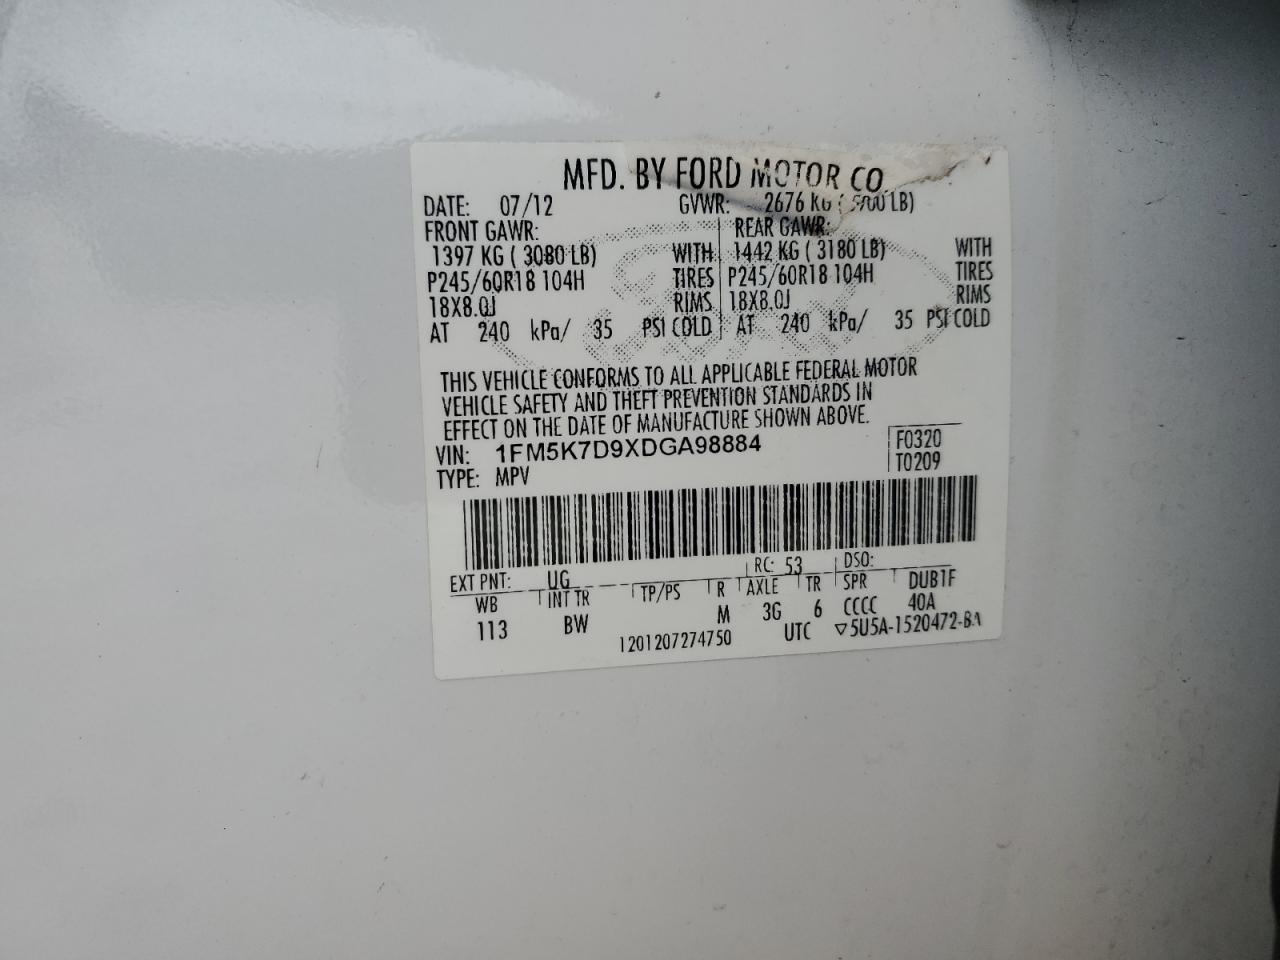 MFD. BY FORD MOTOR CO.
DATE: 07/12 GVWR: 2676 KG ( LB)
FRONT GAWR: REAR GAWR:
1397 KG ( 3080 LB) WITH 1442 KG ( 3180 LB) WITH
P245/60R18 104H TIRES P245/60R18 104H TIRES
18X8.0J RIMS 18X8.0J RIMS
AT 240 kPa/ 35 PSI COLD AT 240 kPa/ 35 PSI COLD
THIS VEHICLE CONFORMS TO ALL APPLICABLE FEDERAL MOTOR
VEHICLE SAFETY AND THEFT PREVENTION STANDARDS IN
EFFECT ON THE DATE OF MANUFACTURE SHOWN ABOVE.
VIN: 1FM5K7D9XDGA98884 F0320
TYPE: MPV T0209
EXT PNT: UG RC: 53 DSO:
WB INT TR TP/PS R AXLE TR SPR DUB1F
113 BW M 3G 6 CCCC 40A
1201207274750 UTC ▽5U5A-1520472-BA